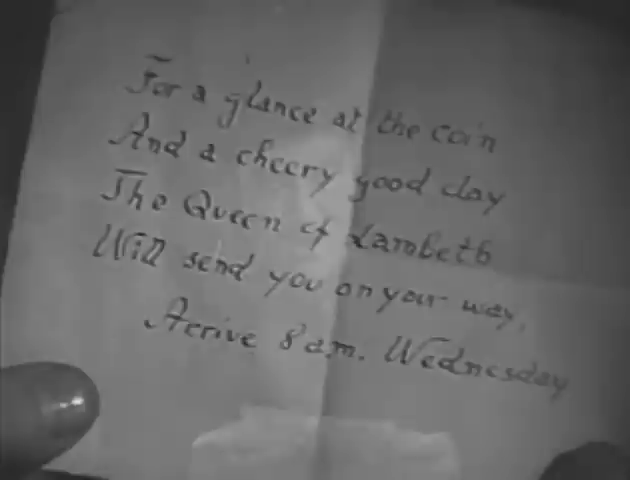 For a glance at the coin
And a cheery good day
The Queen of Lambeth
Will send you on your way,
Arrive 8 am. Wednesday